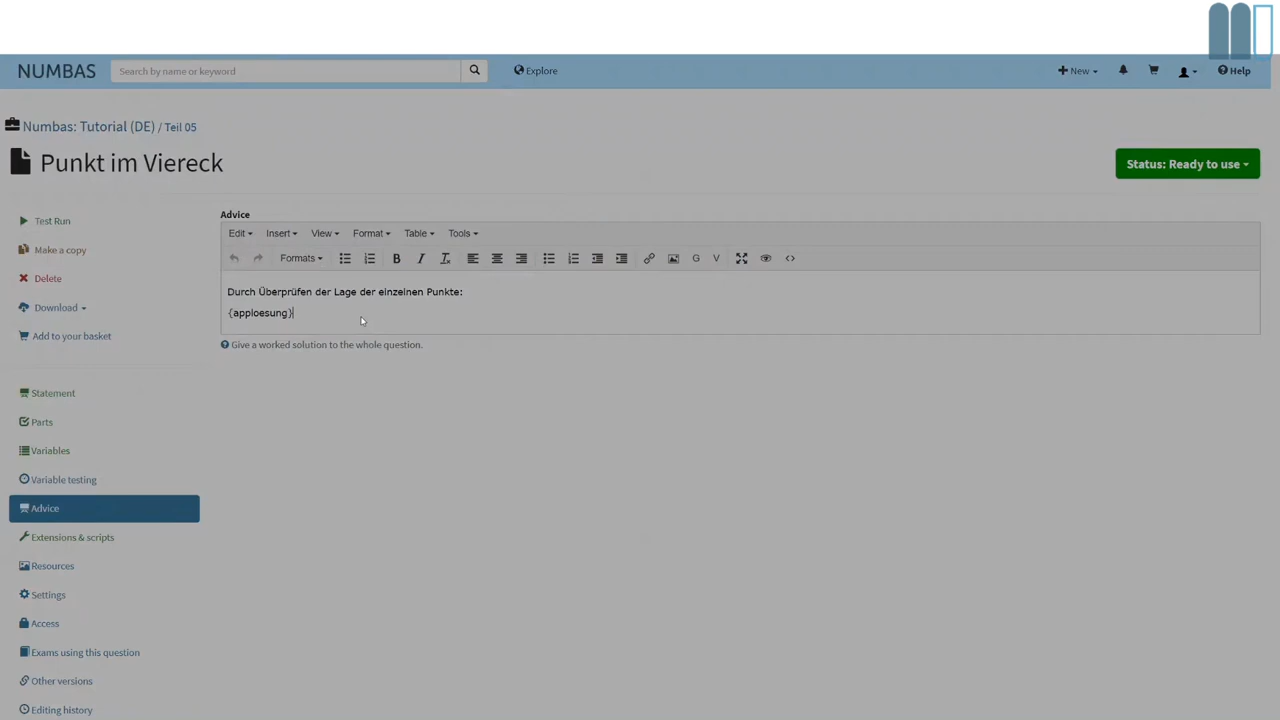 NUMBAS
Search by name or keyword
Explore
New
Help
Numbas: Tutorial (DE) / Teil 05
Punkt im Viereck
Status: Ready to use
Test Run
Make a copy
Delete
Download
Add to your basket
Statement
Parts
Variables
Variable testing
Advice
Extensions & scripts
Resources
Settings
Access
Exams using this question
Other versions
Editing history
Advice
Edit Insert View Format Table Tools
Formats B I G V
Durch Überprüfen der Lage der einzelnen Punkte:
{apploesung}
Give a worked solution to the whole question.